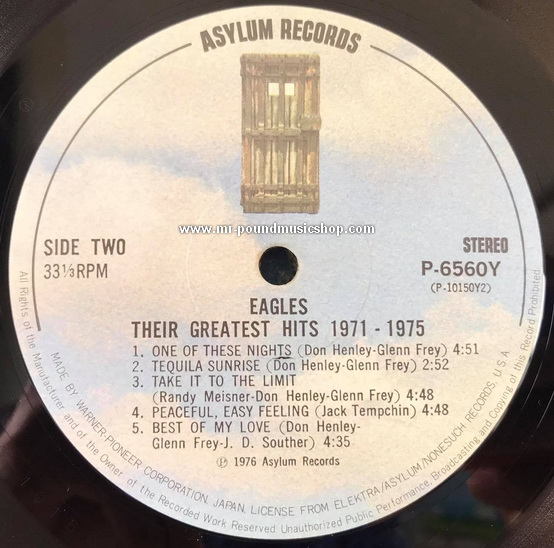 ASYLUM RECORDS
www.mr-poundmusicshop.com
SIDE TWO
33⅓RPM
STEREO
P-6560Y
(P-10150Y2)
EAGLES
THEIR GREATEST HITS 1971 - 1975
1. ONE OF THESE NIGHTS (Don Henley-Glenn Frey) 4:51
2. TEQUILA SUNRISE (Don Henley-Glenn Frey) 2:52
3. TAKE IT TO THE LIMIT
(Randy Meisner-Don Henley-Glenn Frey) 4:48
4. PEACEFUL, EASY FEELING (Jack Tempchin) 4:48
5. BEST OF MY LOVE (Don Henley-
Glenn Frey-J. D. Souther) 4:35
Ⓟ 1976 Asylum Records
MADE BY WARNER-PIONEER CORPORATION, JAPAN. LICENSE FROM ELEKTRA/ASYLUM/NONESUCH RECORDS, U.S.A.
All Rights of the Manufacturer and of the Owner of the Recorded Work Reserved Unauthorized Public Performance, Broadcasting and Copying of this Record Prohibited